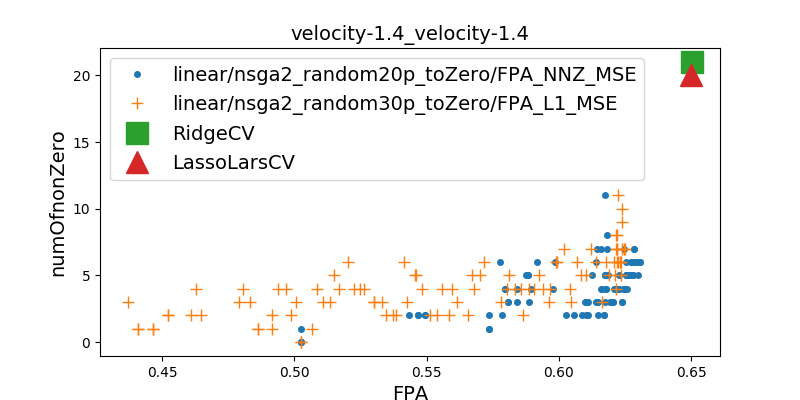 velocity-1.4_velocity-1.4
linear/nsga2_random20p_toZero/FPA_NNZ_MSE
linear/nsga2_random30p_toZero/FPA_L1_MSE
RidgeCV
LassoLarsCV
numOfnonZero
20
15
10
5
0
0.45 0.50 0.55 0.60 0.65
FPA